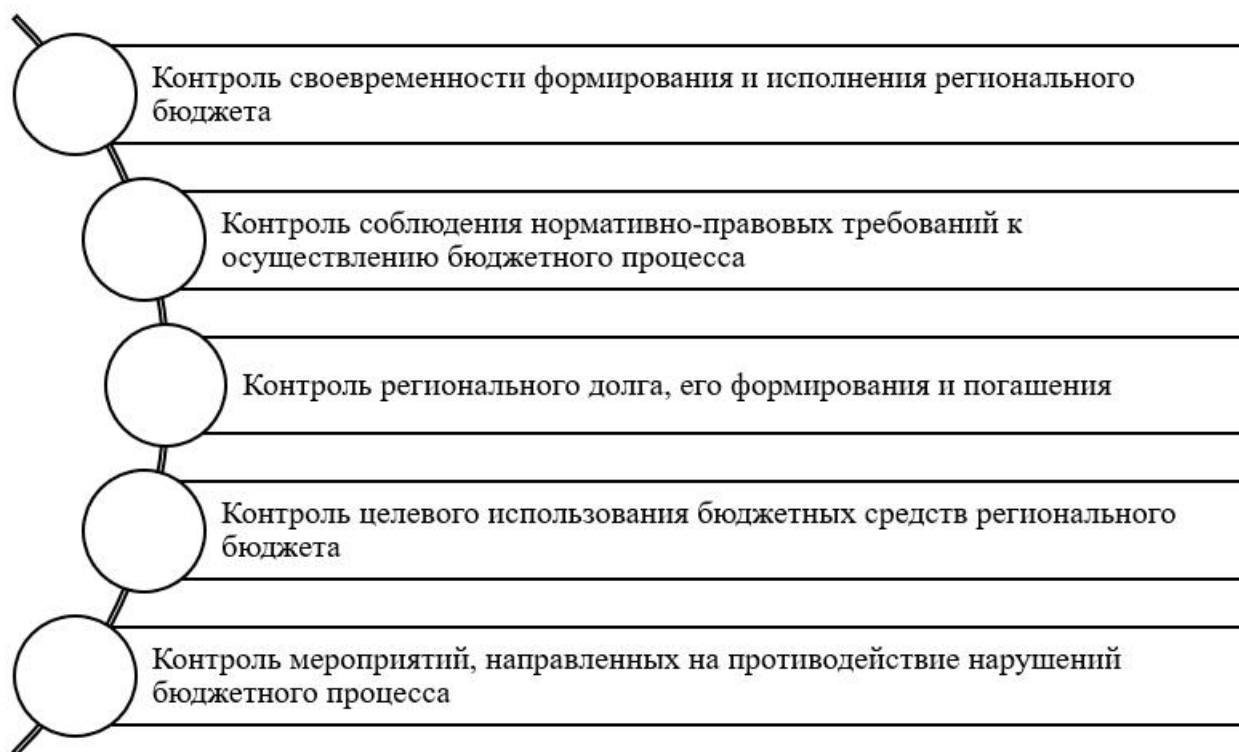 Контроль своевременности формирования и исполнения регионального
бюджета
Контроль соблюдения нормативно-правовых требований к
осуществлению бюджетного процесса
Контроль регионального долга, его формирования и погашения
Контроль целевого использования бюджетных средств регионального
бюджета
Контроль мероприятий, направленных на противодействие нарушений
бюджетного процесса